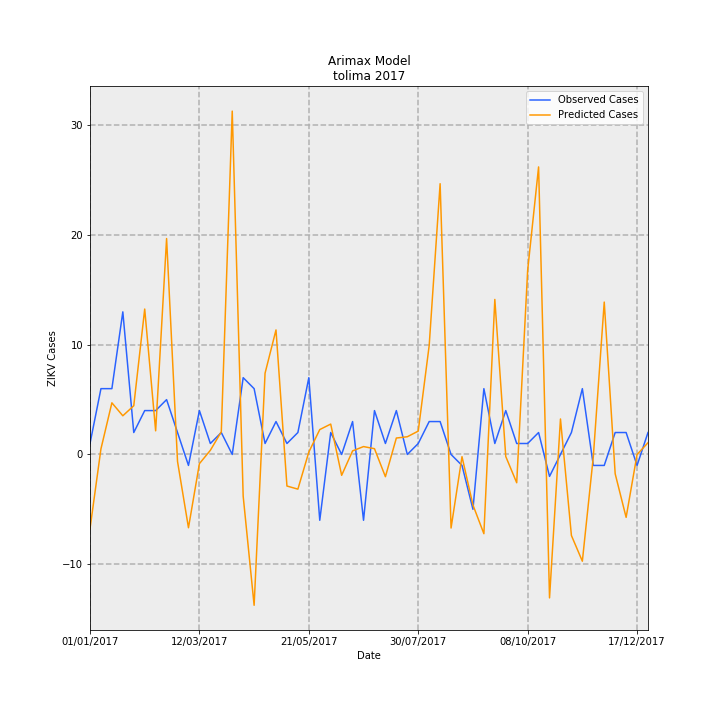 Arimax Model
tolima 2017
Observed Cases
Predicted Cases
30
20
10
0
−10
ZIKV Cases
01/01/2017 12/03/2017 21/05/2017 30/07/2017 08/10/2017 17/12/2017
Date